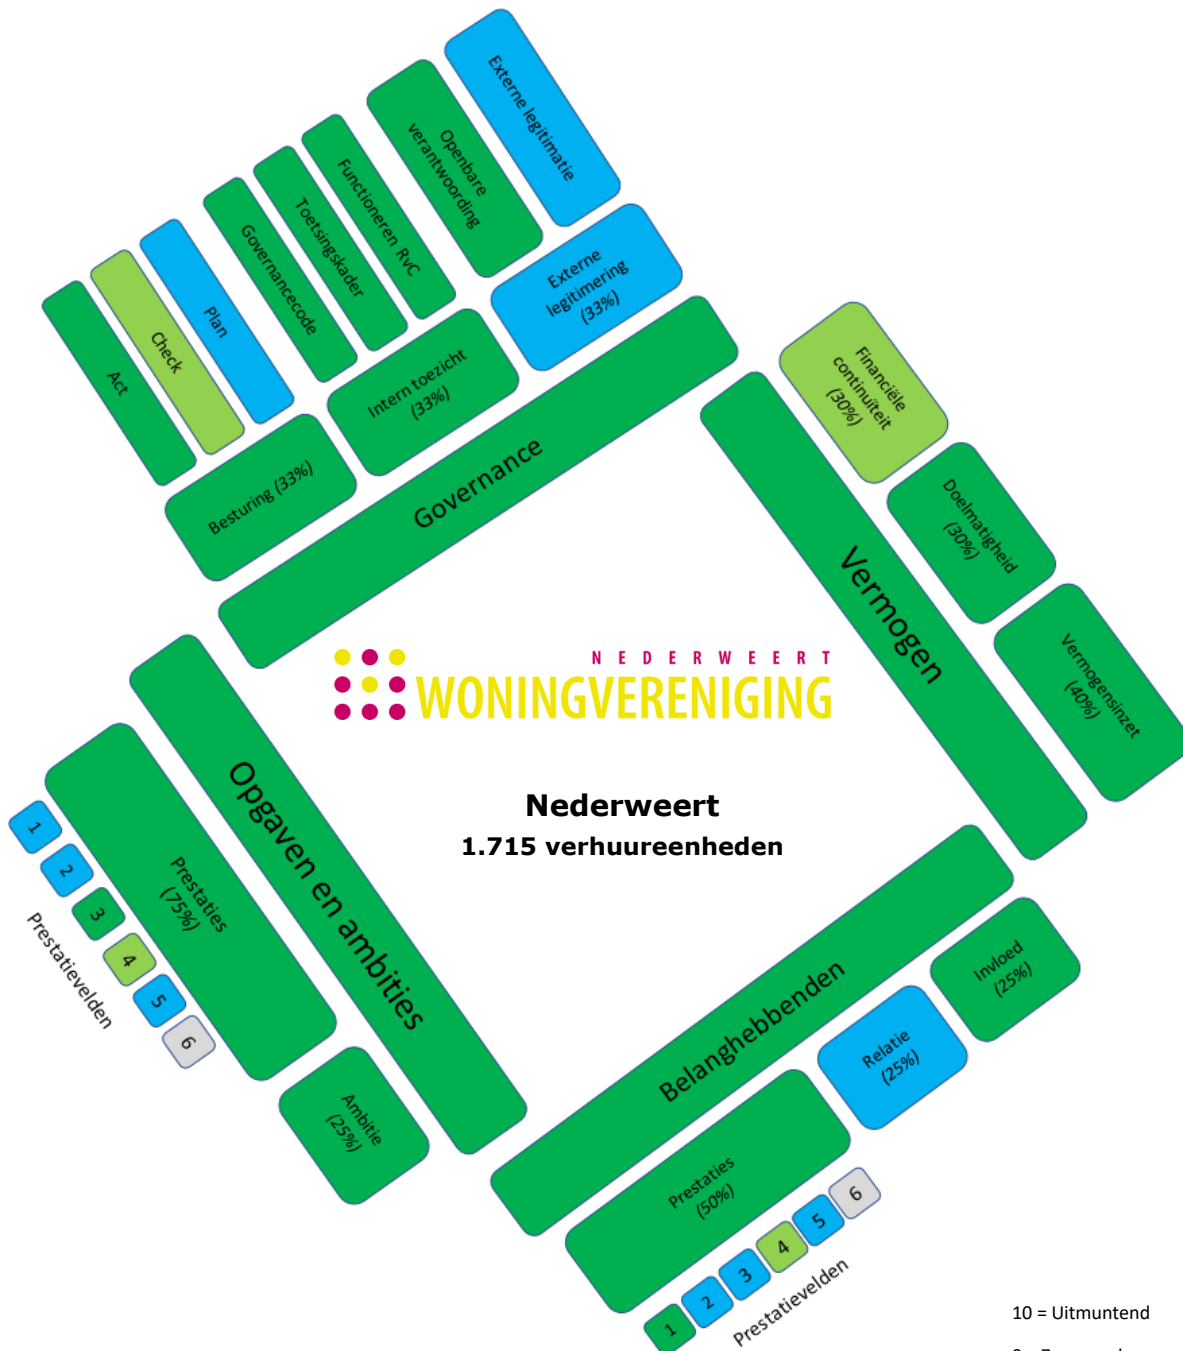 Externe legitimatie
Openbare
verantwoording
Functioneren RvC
Toetsingskader
Governancecode
Plan
Check
Act
Externe
legitimering
(33%)
Intern toezicht
(33%)
Besturing (33%)
Governance
Financiële
continuïteit
(30%)
Doelmatigheid
(30%)
Vermogensinzet
(40%)
Vermogen
NEDERWEERT
WONINGVERENIGING
Nederweert
1.715 verhuureenheden
Opgaven en ambities
Prestaties
(75%)
1
2
3
4
5
6
Prestatievelden
Ambitie
(25%)
Belanghebbenden
Invloed
(25%)
Relatie
(25%)
Prestaties
(50%)
1
2
3
4
5
6
Prestatievelden
10 = Uitmuntend